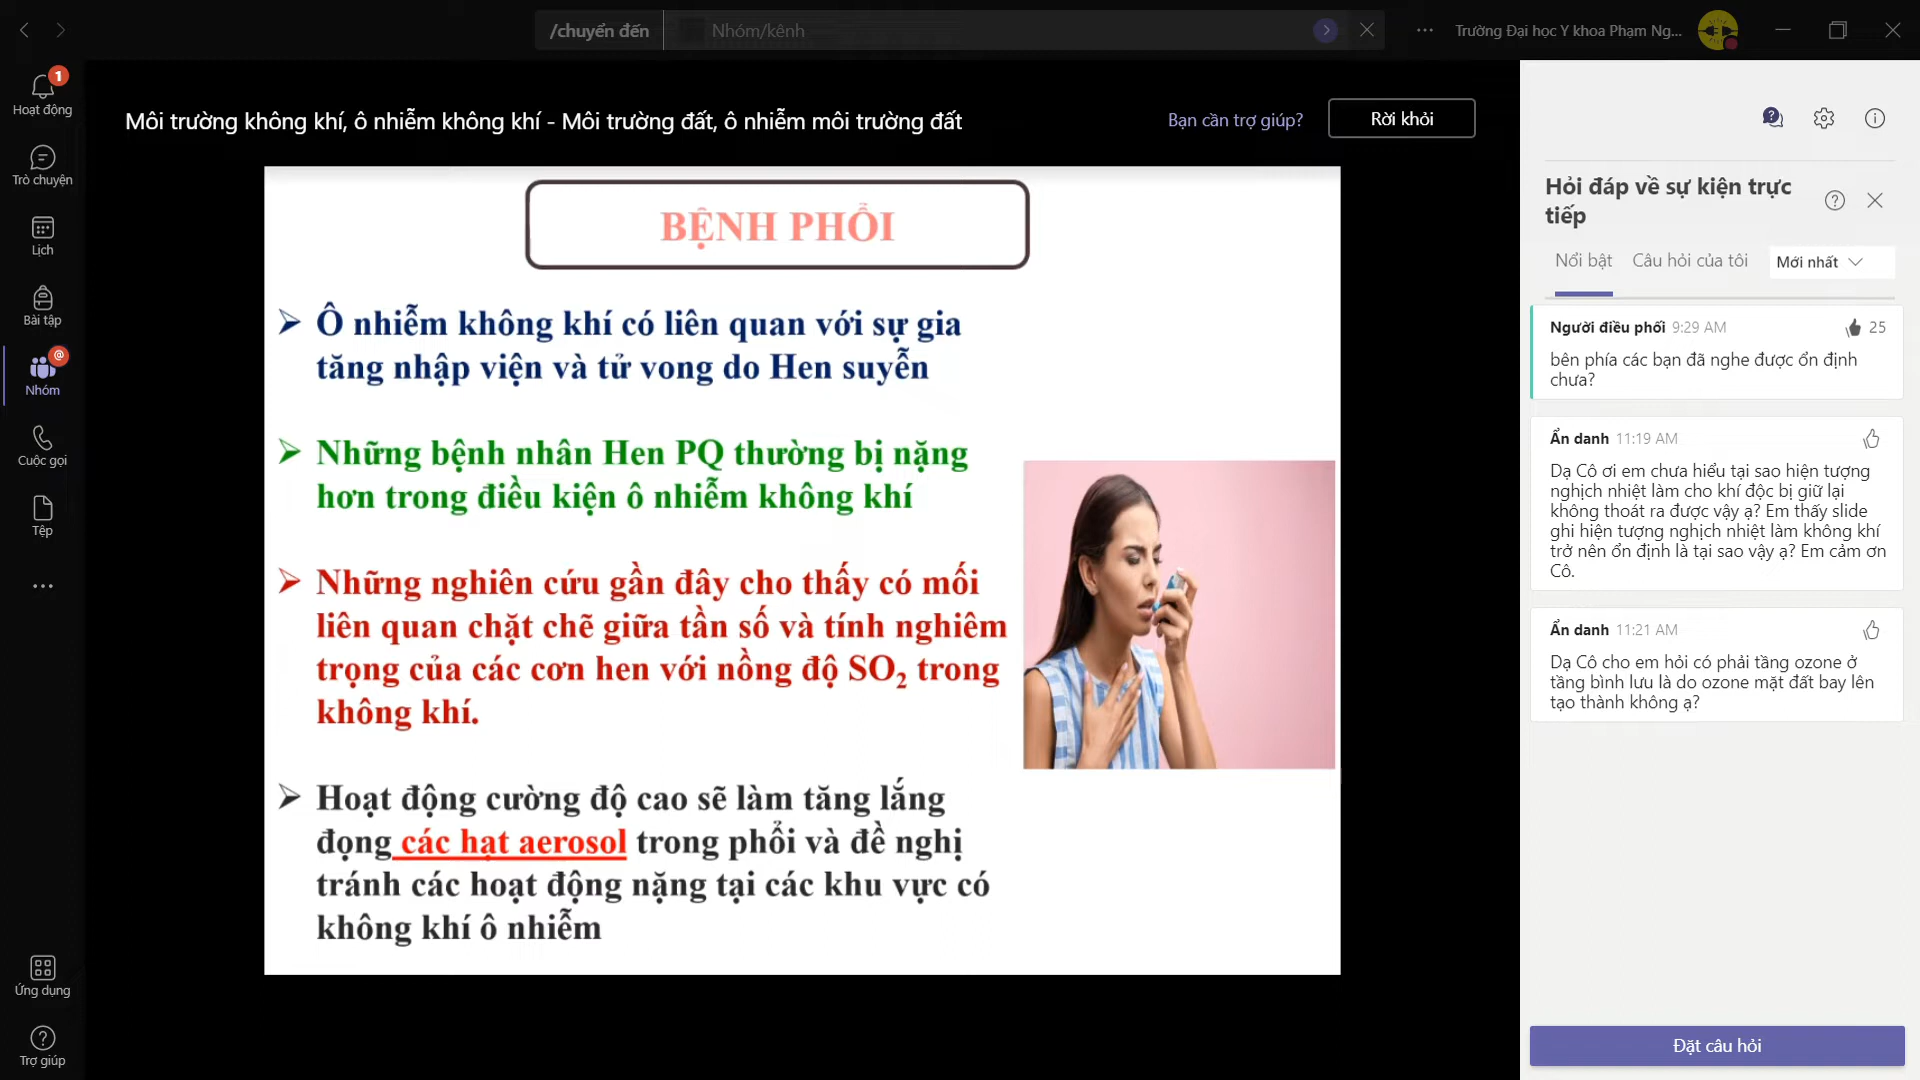 /chuyển đến
Nhóm/kênh
Trường Đại học Y khoa Phạm Ng...
1
Hoạt động
Trò chuyện
Lịch
Bài tập
@
Nhóm
Cuộc gọi
Tệp
Ứng dụng
Trợ giúp
Môi trường không khí, ô nhiễm không khí - Môi trường đất, ô nhiễm môi trường đất
Bạn cần trợ giúp?
Rời khỏi
BỆNH PHỔI
Ô nhiễm không khí có liên quan với sự gia
tăng nhập viện và tử vong do Hen suyễn
Những bệnh nhân Hen PQ thường bị nặng
hơn trong điều kiện ô nhiễm không khí
Những nghiên cứu gần đây cho thấy có mối
liên quan chặt chẽ giữa tần số và tính nghiêm
trọng của các cơn hen với nồng độ SO₂ trong
không khí.
Hoạt động cường độ cao sẽ làm tăng lắng
đọng các hạt aerosol trong phổi và đề nghị
tránh các hoạt động nặng tại các khu vực có
không khí ô nhiễm
Hỏi đáp về sự kiện trực
tiếp
Nổi bật
Câu hỏi của tôi
Mới nhất
Người điều phối 9:29 AM
25
bên phía các bạn đã nghe được ổn định
chưa?
Ẩn danh 11:19 AM
Dạ Cô ơi em chưa hiểu tại sao hiện tượng
nghịch nhiệt làm cho khí độc bị giữ lại
không thoát ra được vậy ạ? Em thấy slide
ghi hiện tượng nghịch nhiệt làm không khí
trở nên ổn định là tại sao vậy ạ? Em cảm ơn
Cô.
Ẩn danh 11:21 AM
Dạ Cô cho em hỏi có phải tầng ozone ở
tầng bình lưu là do ozone mặt đất bay lên
tạo thành không ạ?
Đặt câu hỏi